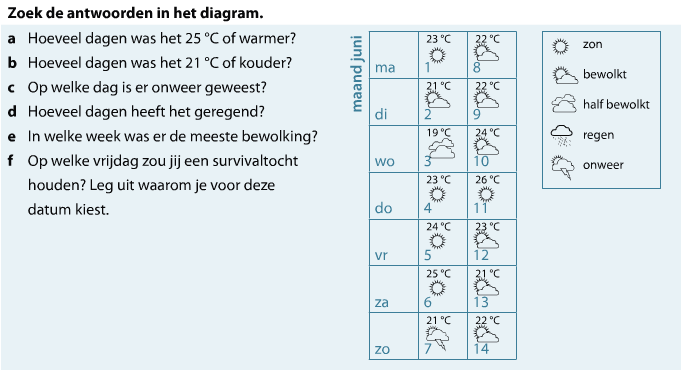 Zoek de antwoorden in het diagram.
a Hoeveel dagen was het 25 °C of warmer?
b Hoeveel dagen was het 21 °C of kouder?
c Op welke dag is er onweer geweest?
d Hoeveel dagen heeft het geregend?
e In welke week was er de meeste bewolking?
f Op welke vrijdag zou jij een survivaltocht
houden? Leg uit waarom je voor deze
datum kiest.
maand juni
23 °C 22 °C
ma 1 8
21 °C 22 °C
di 2 9
19 °C 24 °C
wo 3 10
23 °C 26 °C
do 4 11
24 °C 23 °C
vr 5 12
25 °C 21 °C
za 6 13
21 °C 22 °C
zo 7 14
zon
bewolkt
half bewolkt
regen
onweer